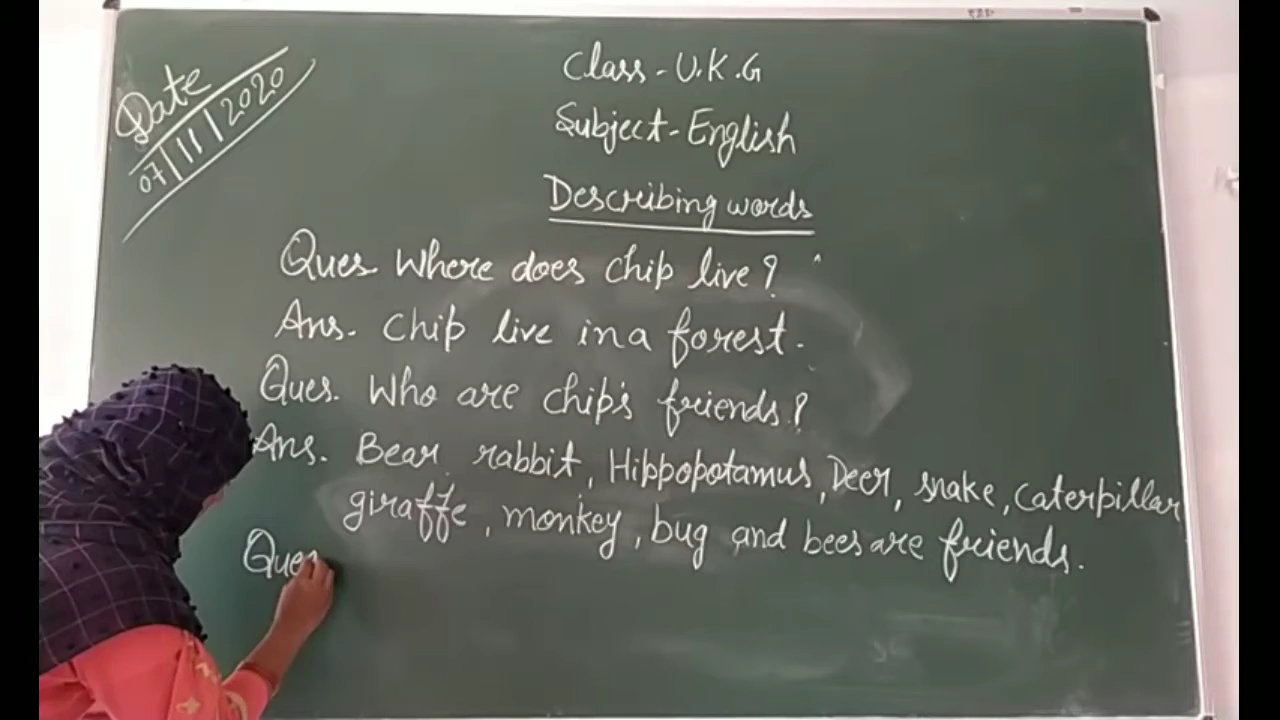 Date
07/11/2020
Class - U.K.G
Subject - English
Describing words
Ques Where does chip live?
Ans. Chip live in a forest.
Ques. Who are chip's friends?
Ans. Bear rabbit, Hippopotamus, Deer, snake, caterpillar
giraffe, monkey, bug and bees are friends.
Ques